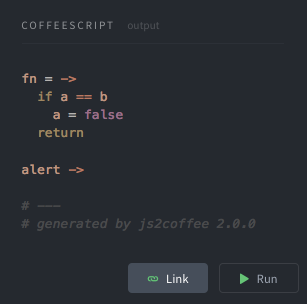 COFFEESCRIPT output
fn = ->
  if a == b
    a = false
  return
alert ->
# ---
# generated by js2coffee 2.0.0
Link Run